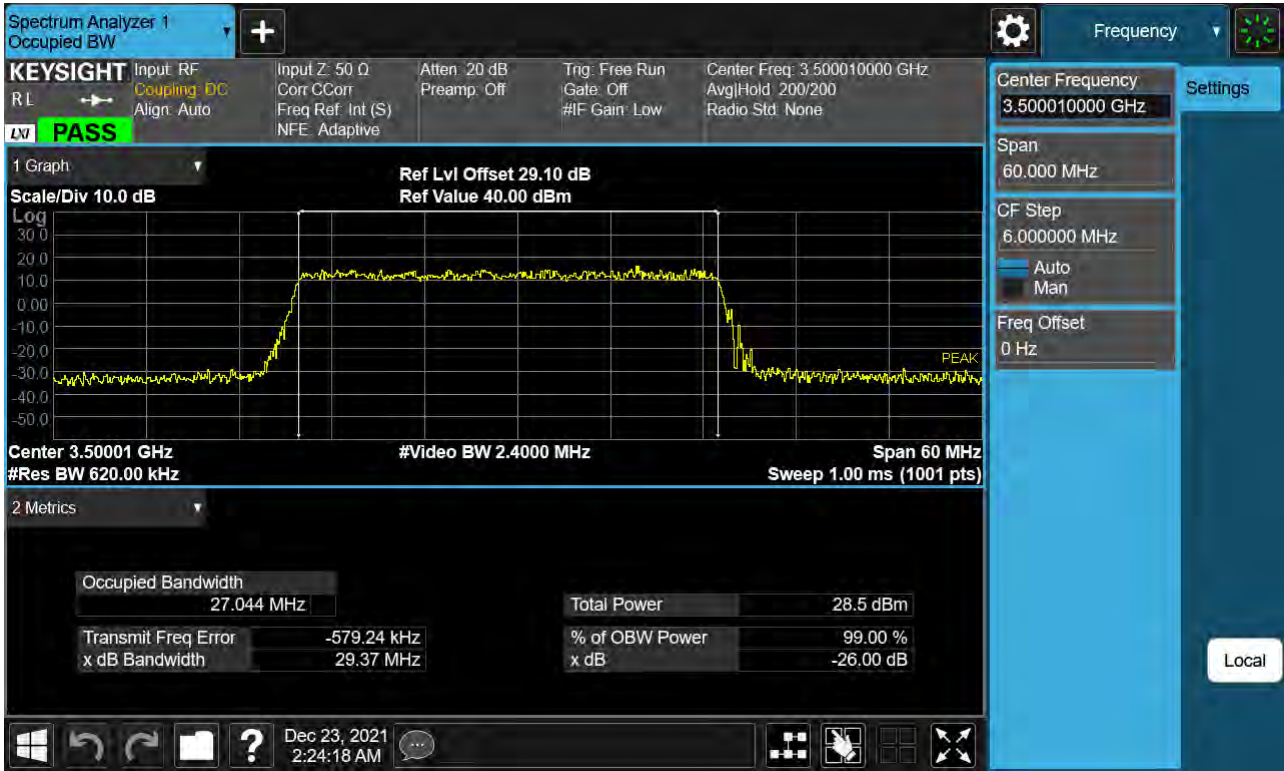 Spectrum Analyzer 1
Occupied BW
Frequency
KEYSIGHT
RL
LXI PASS
Input: RF
Coupling: DC
Align: Auto
Input Z: 50 Ω
Corr CCorr
Freq Ref: Int (S)
NFE: Adaptive
Atten: 20 dB
Preamp: Off
Trig: Free Run
Gate: Off
#IF Gain: Low
Center Freq: 3.500010000 GHz
Avg|Hold: 200/200
Radio Std: None
Center Frequency
3.500010000 GHz
Settings
Span
60.000 MHz
CF Step
6.000000 MHz
Auto
Man
Freq Offset
0 Hz
Local
1 Graph
Scale/Div 10.0 dB
Ref Lvl Offset 29.10 dB
Ref Value 40.00 dBm
Log
30.0
20.0
10.0
0.00
-10.0
-20.0
-30.0
-40.0
-50.0
PEAK
Center 3.50001 GHz
#Video BW 2.4000 MHz
Span 60 MHz
#Res BW 620.00 kHz
Sweep 1.00 ms (1001 pts)
2 Metrics
Occupied Bandwidth
27.044 MHz
Total Power 28.5 dBm
Transmit Freq Error -579.24 kHz
% of OBW Power 99.00 %
x dB Bandwidth 29.37 MHz
x dB -26.00 dB
?
Dec 23, 2021
2:24:18 AM